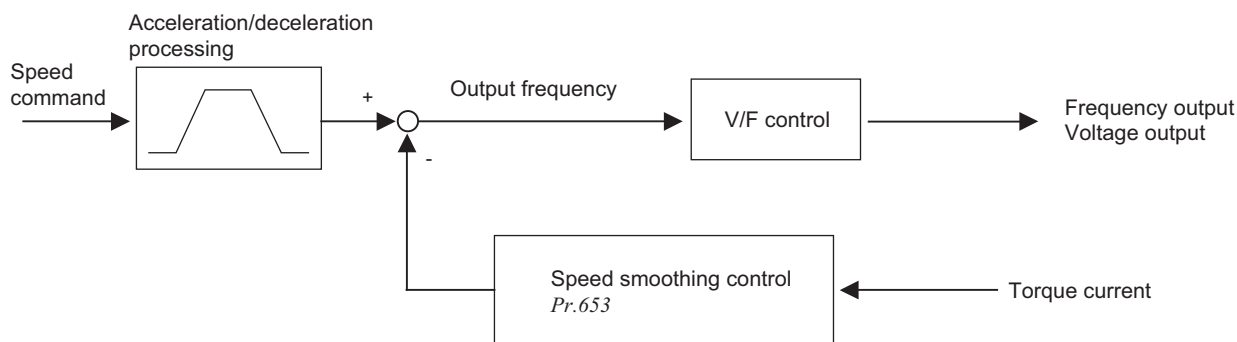 Acceleration/deceleration
processing
Speed
command
+
Output frequency
V/F control
Frequency output
Voltage output
-
Speed smoothing control
Pr.653
Torque current